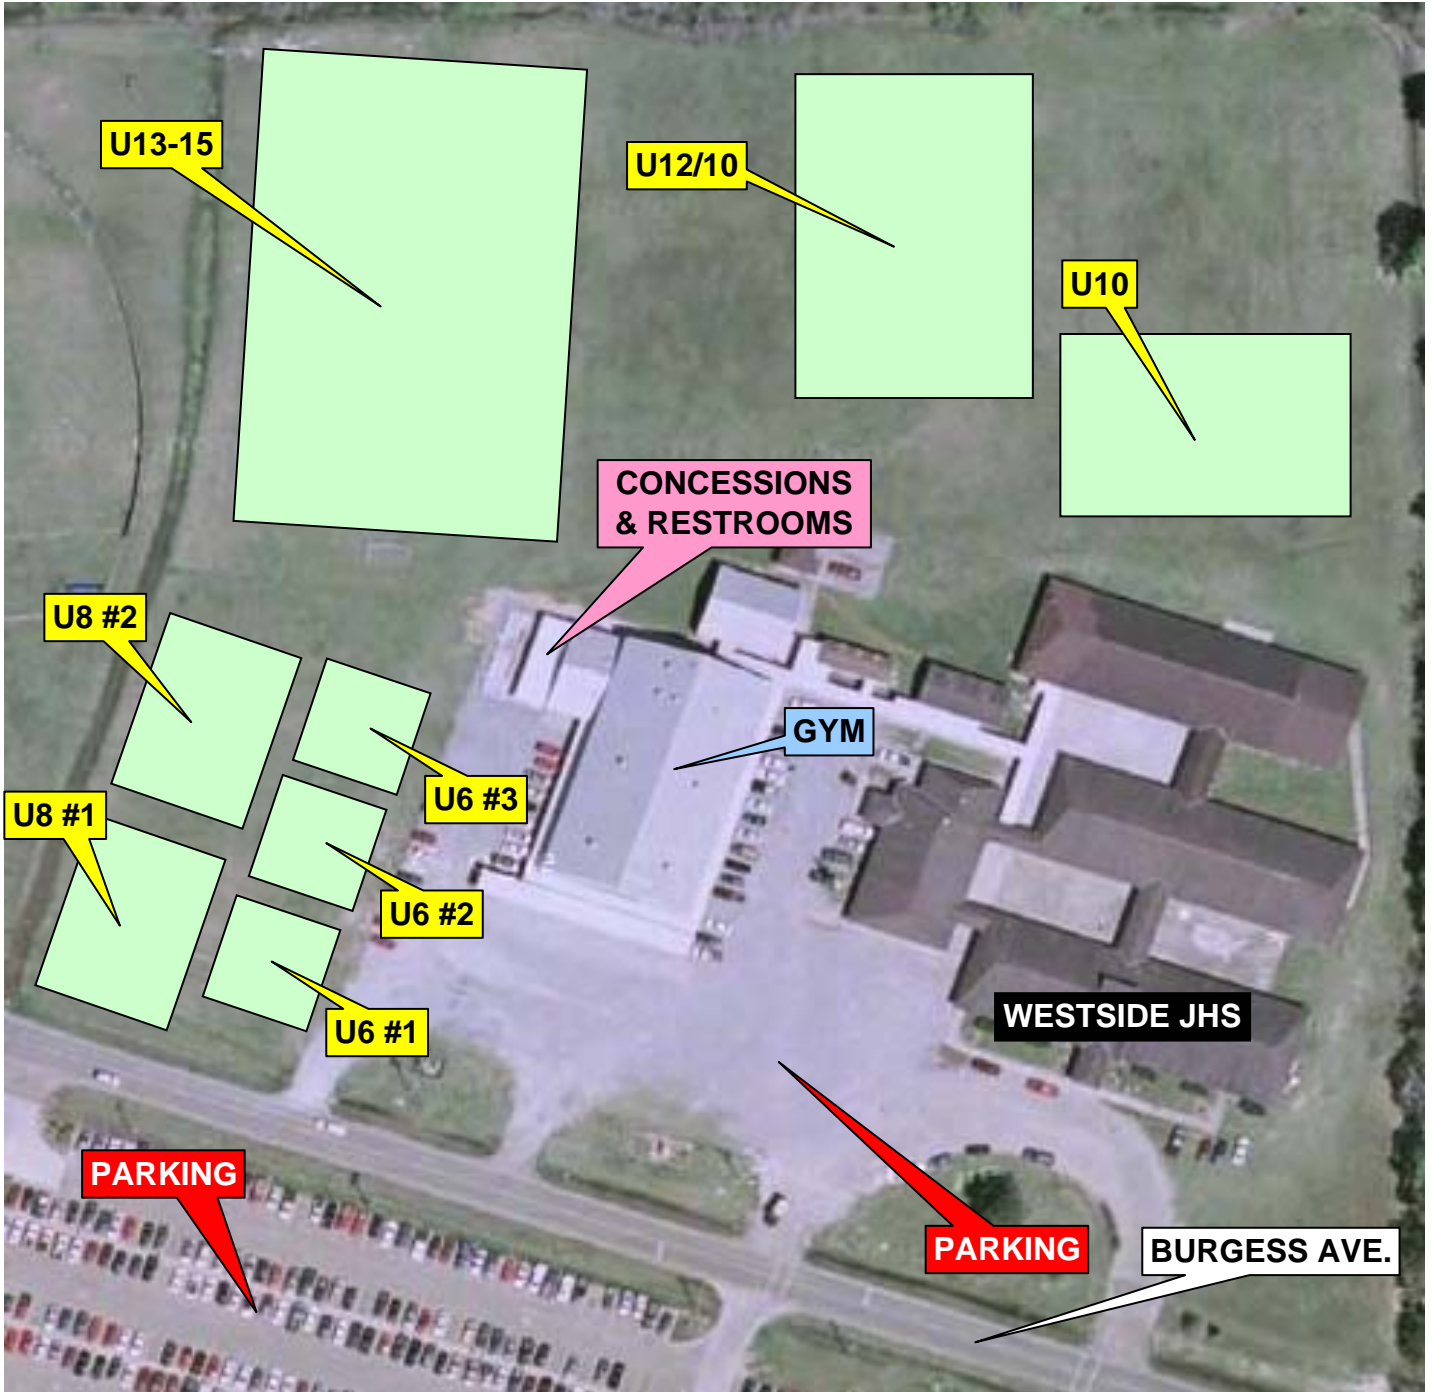 U13-15
U12/10
U10
CONCESSIONS
& RESTROOMS
U8 #2
GYM
U6 #3
U8 #1
U6 #2
WESTSIDE JHS
U6 #1
PARKING
PARKING
BURGESS AVE.